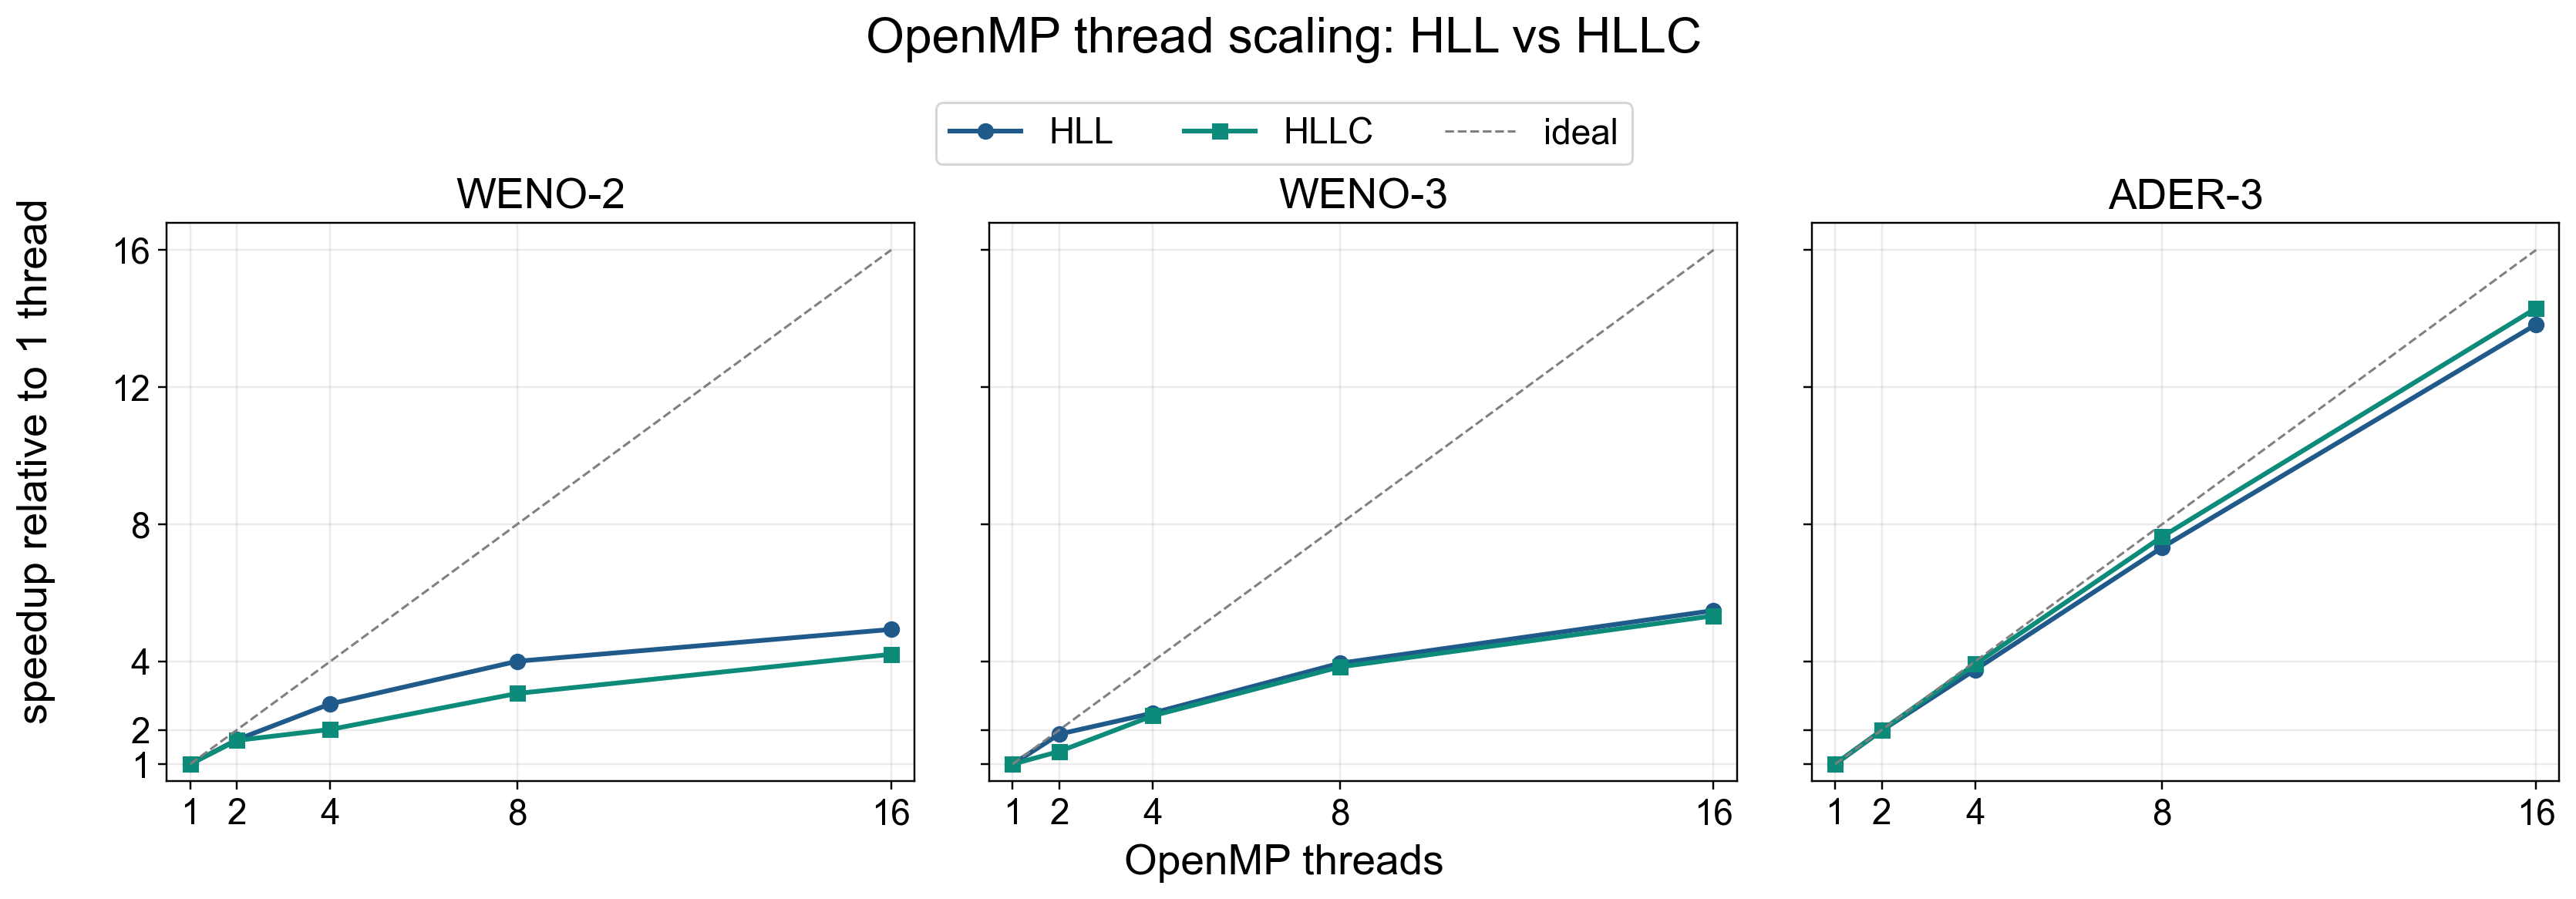 OpenMP thread scaling: HLL vs HLLC
HLL HLLC ideal
WENO-2 WENO-3 ADER-3
speedup relative to 1 thread
16
12
8
4
2
1
1 2 4 8 16 1 2 4 8 16 1 2 4 8 16
OpenMP threads